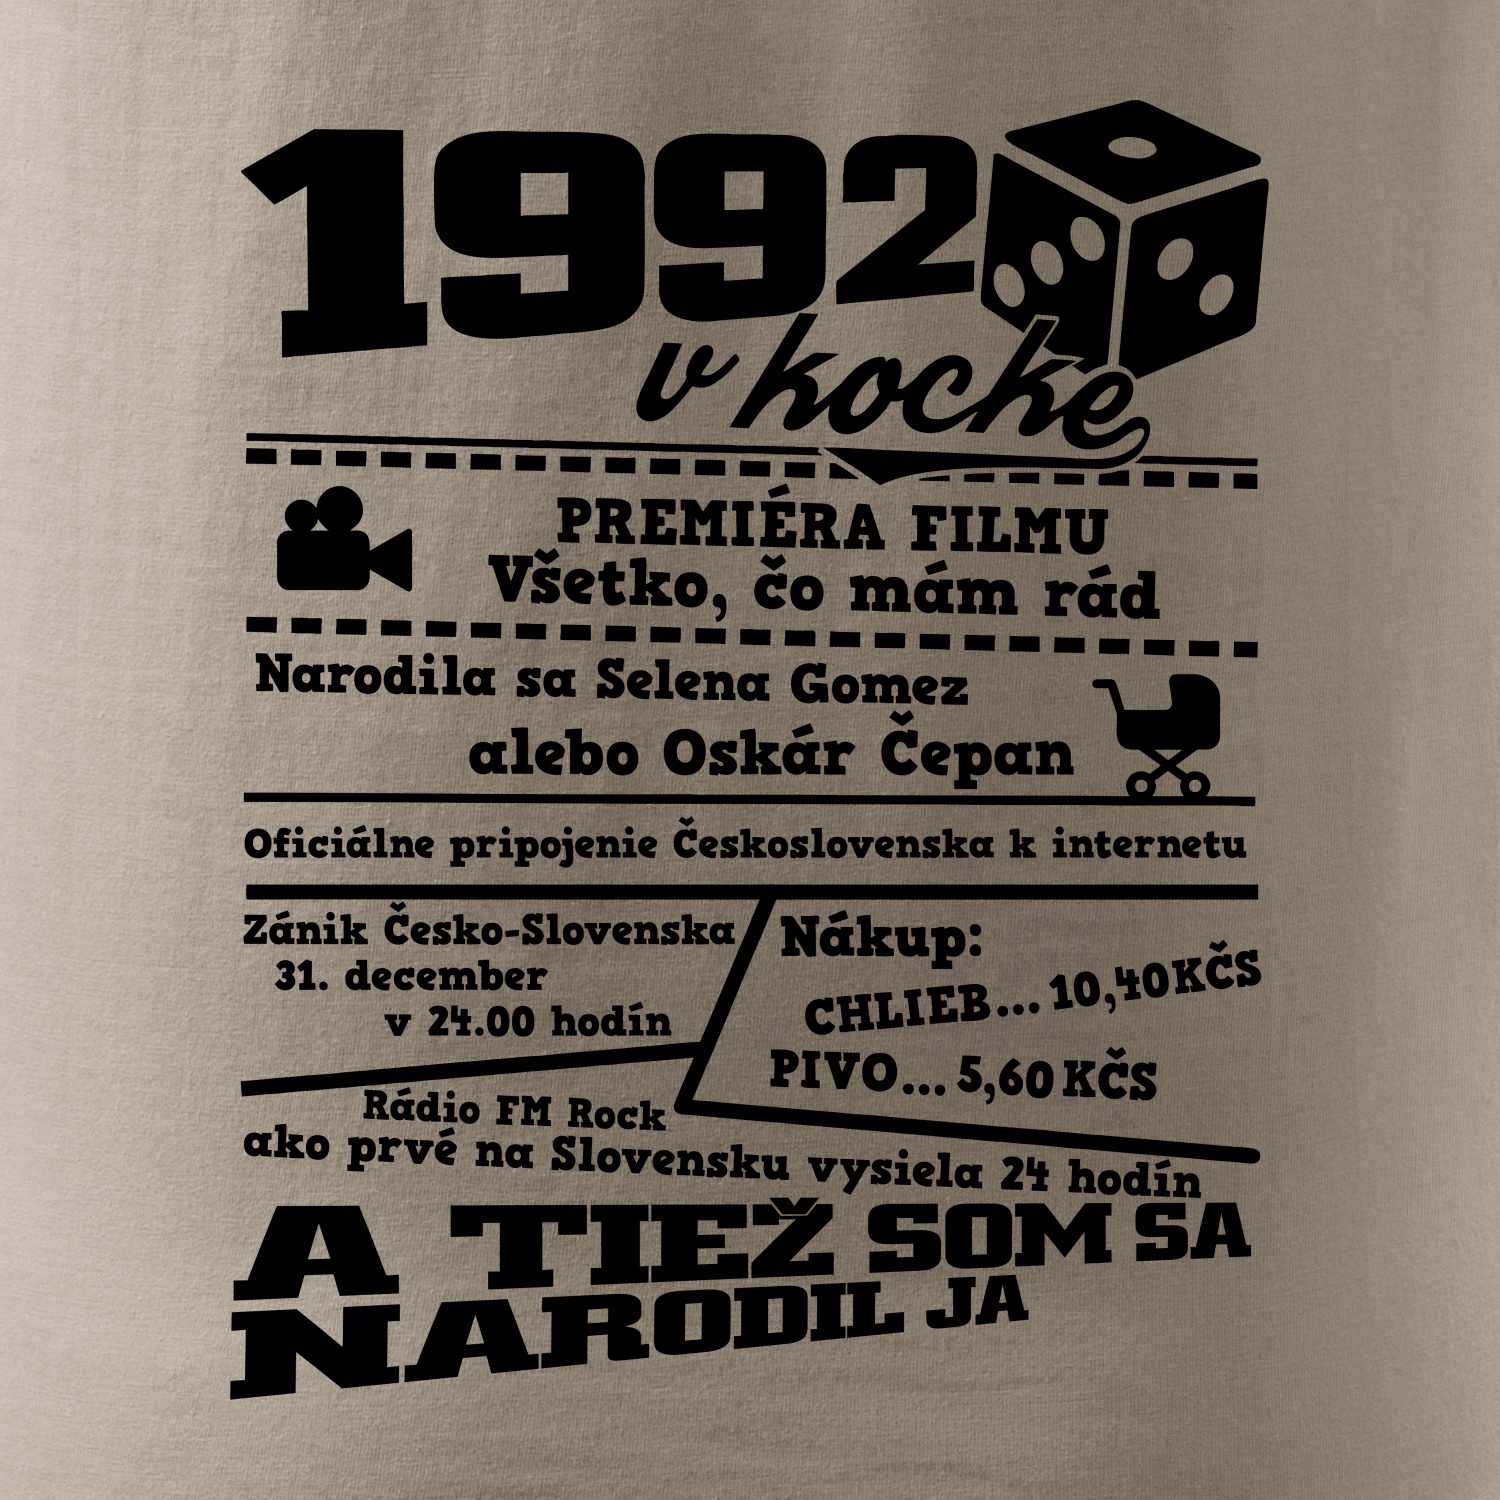 1992
v kocke
PREMIÉRA FILMU
Všetko, čo mám rád
Narodila sa Selena Gomez
alebo Oskár Čepan
Oficiálne pripojenie Československa k internetu
Zánik Česko-Slovenska
31. december
v 24.00 hodín
Nákup:
CHLIEB... 10,40 KČS
PIVO... 5,60 KČS
Rádio FM Rock
ako prvé na Slovensku vysiela 24 hodín
A TIEŽ SOM SA
NARODIL JA